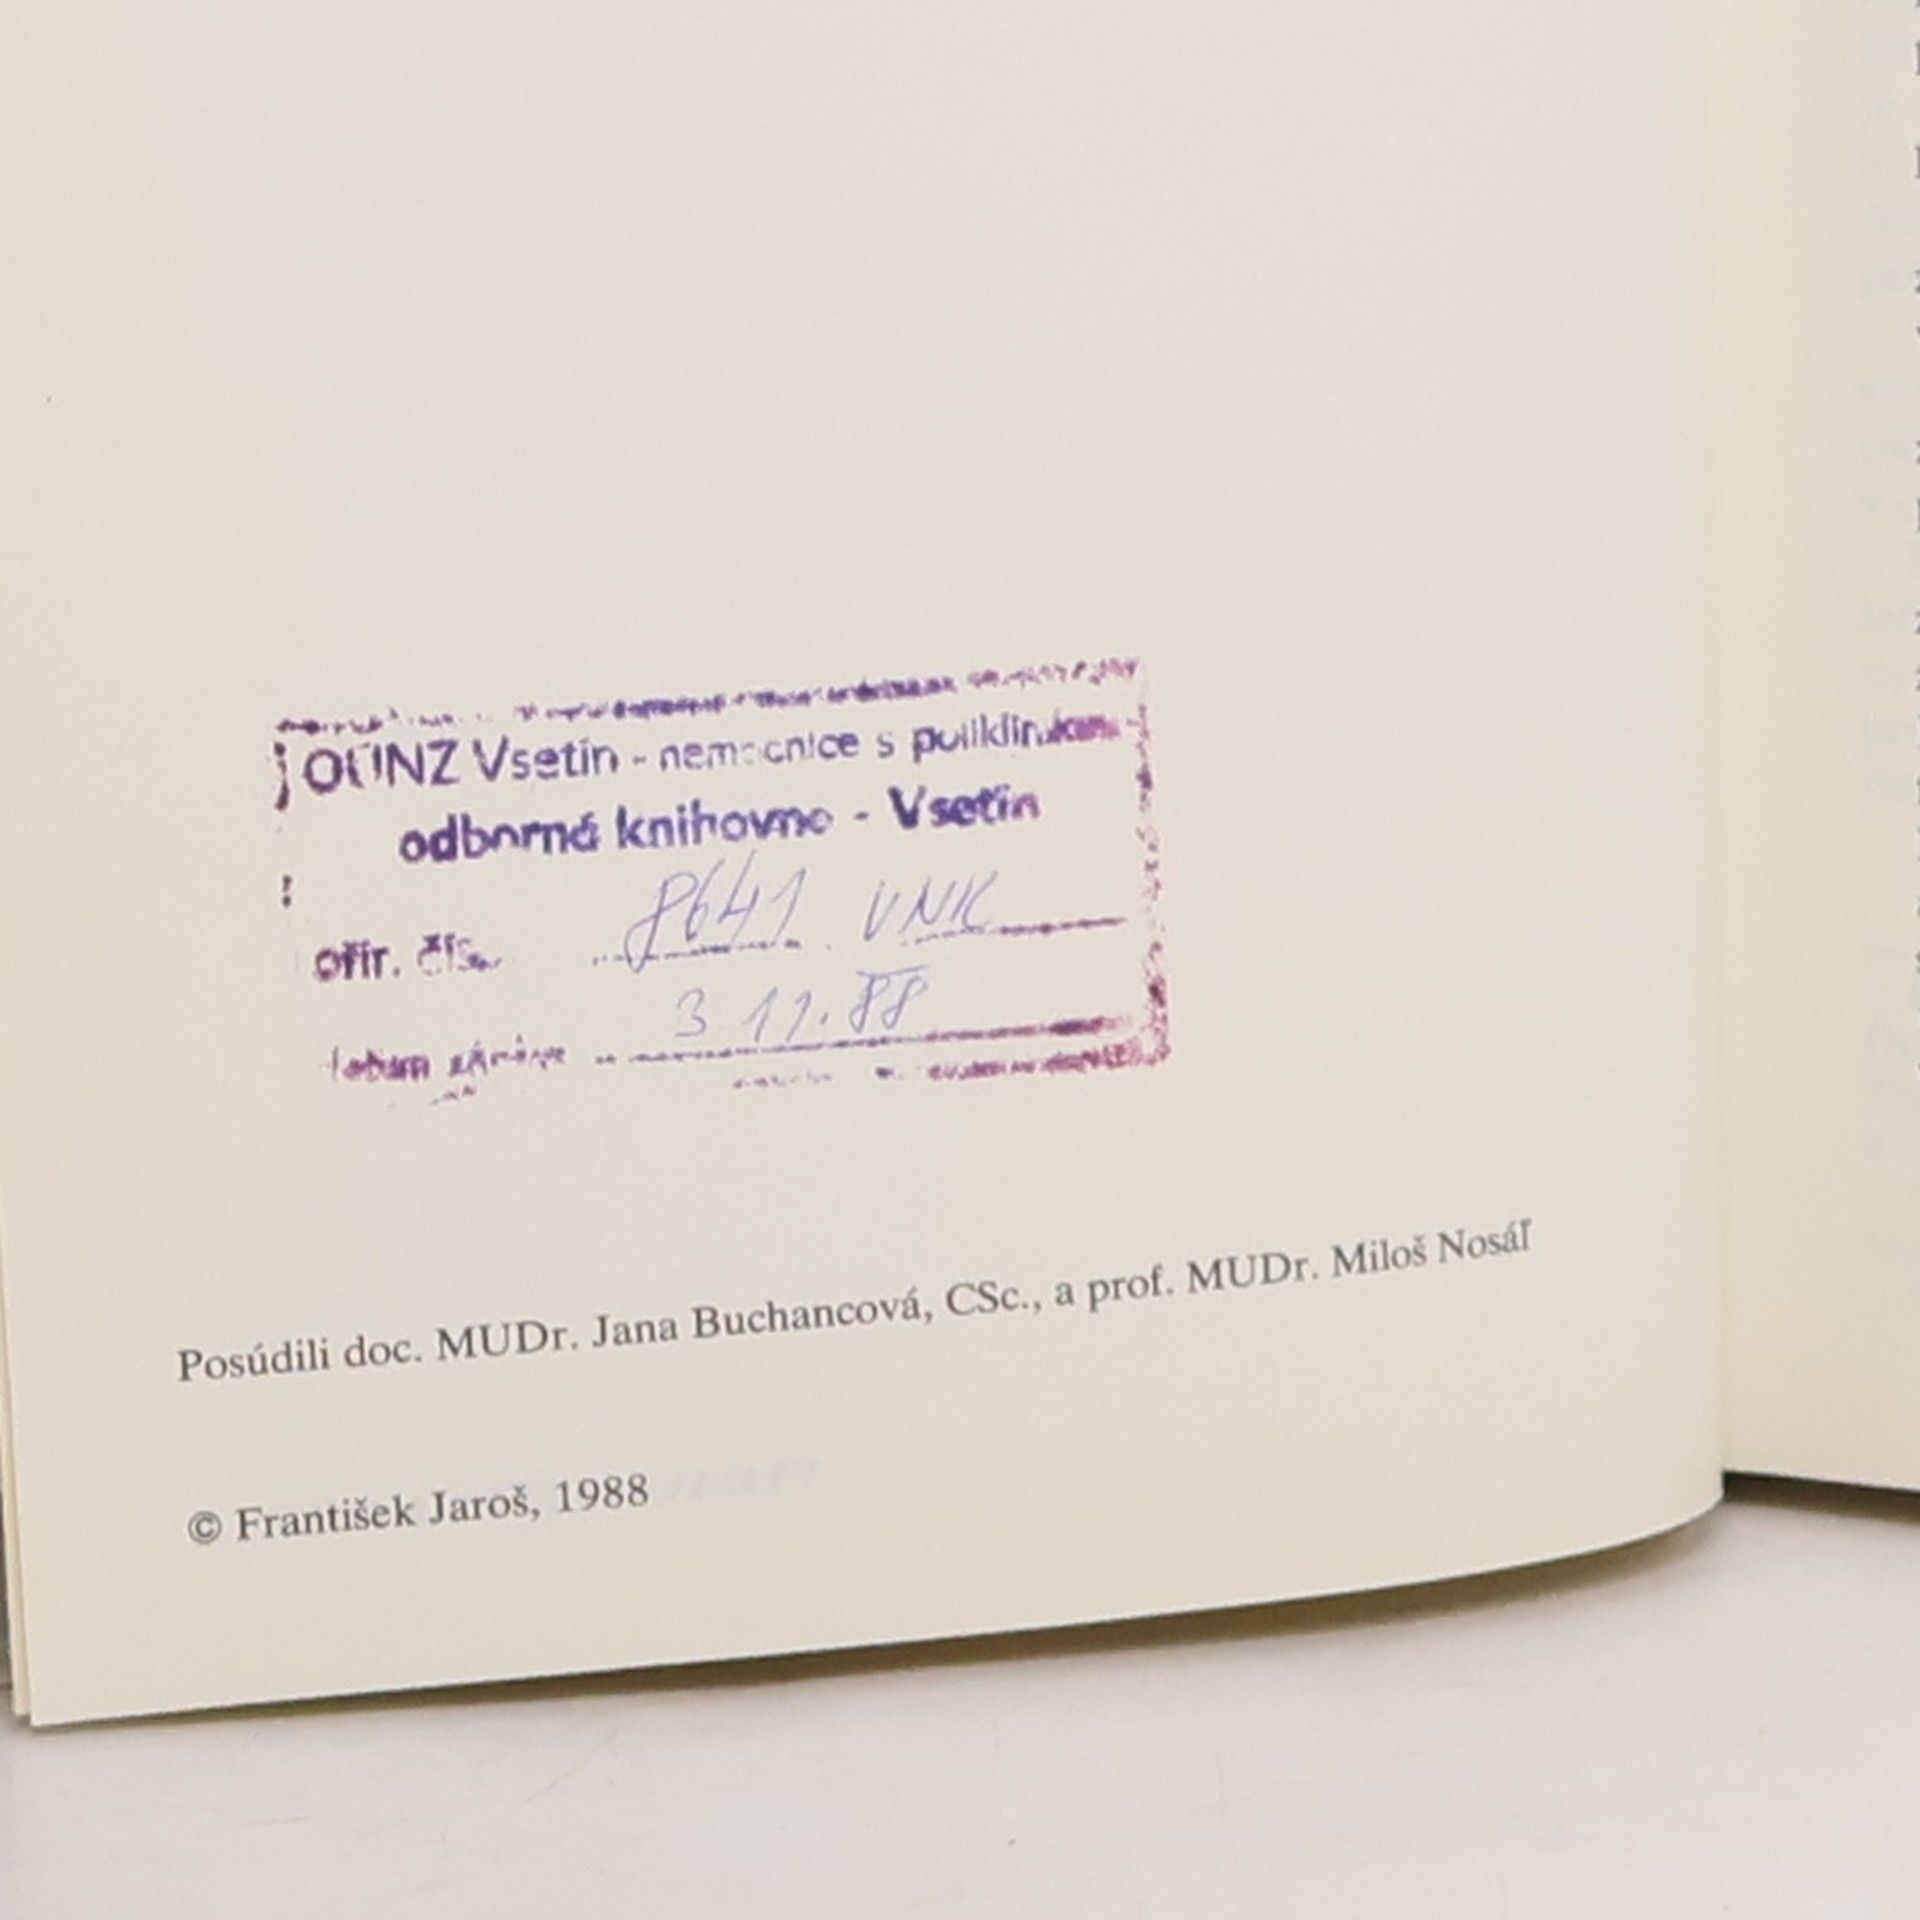 OÚNZ Vsetín - nemocnice s poliklinikou -
odborná knihovna - Vsetín
přír. čís. 8641 VNK
datum 3 11. 88
Posúdili doc. MUDr. Jana Buchancová, CSc., a prof. MUDr. Miloš Nosáľ
© František Jaroš, 1988